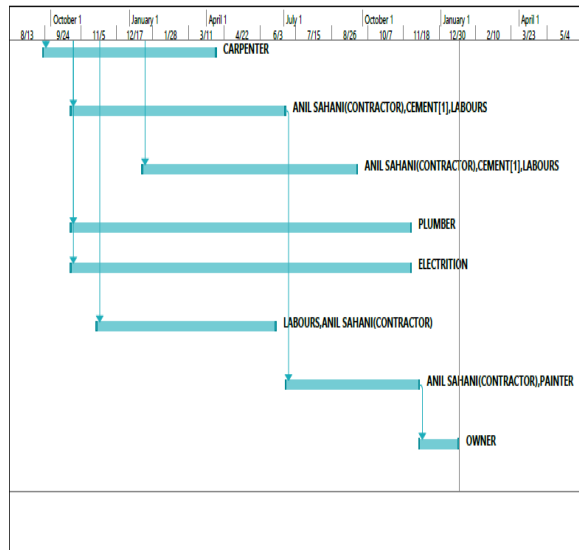 October 1 January 1 April 1 July 1 October 1 January 1 April 1
8/13 9/24 11/5 12/17 1/28 3/11 4/22 6/3 7/15 8/26 10/7 11/18 12/30 2/10 3/23 5/4
CARPENTER
ANIL SAHANI(CONTRACTOR),CEMENT[1],LABOURS
ANIL SAHANI(CONTRACTOR),CEMENT[1],LABOURS
PLUMBER
ELECTRITION
LABOURS,ANIL SAHANI(CONTRACTOR)
ANIL SAHANI(CONTRACTOR),PAINTER
OWNER